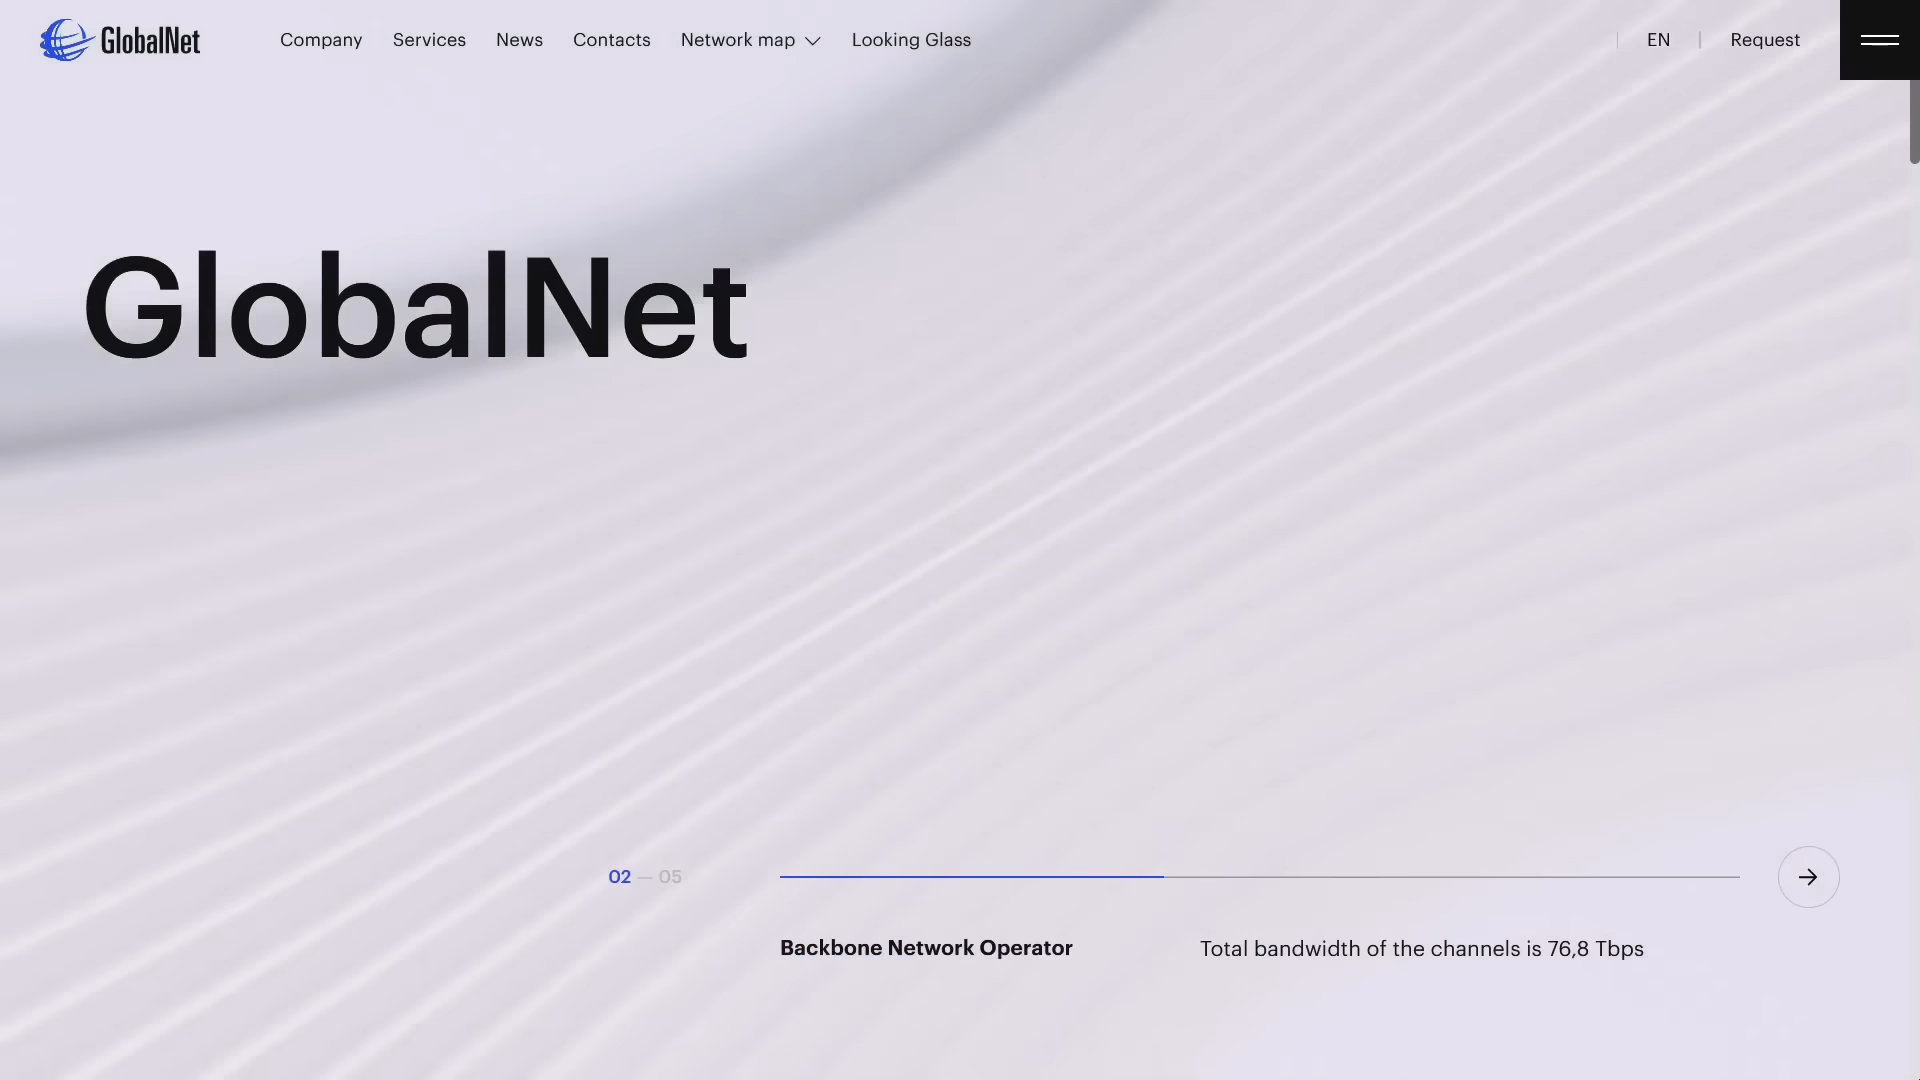 GlobalNet
Company
Services
News
Contacts
Network map
Looking Glass
EN
Request
GlobalNet
02 — 05
Backbone Network Operator
Total bandwidth of the channels is 76,8 Tbps